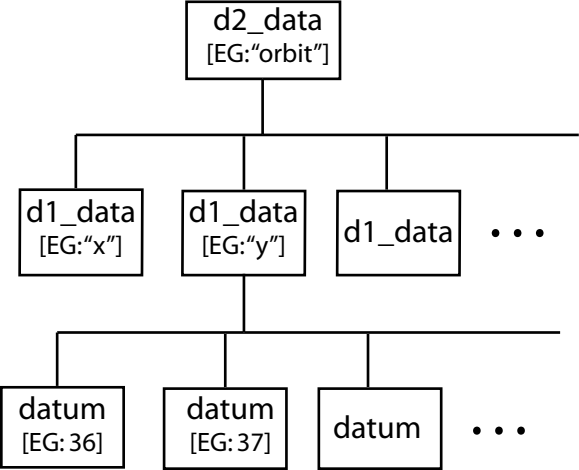 d2_data
[EG:“orbit”]
d1_data
[EG:“x”]
d1_data
[EG:“y”]
d1_data
• • •
datum
[EG: 36]
datum
[EG: 37]
datum
• • •